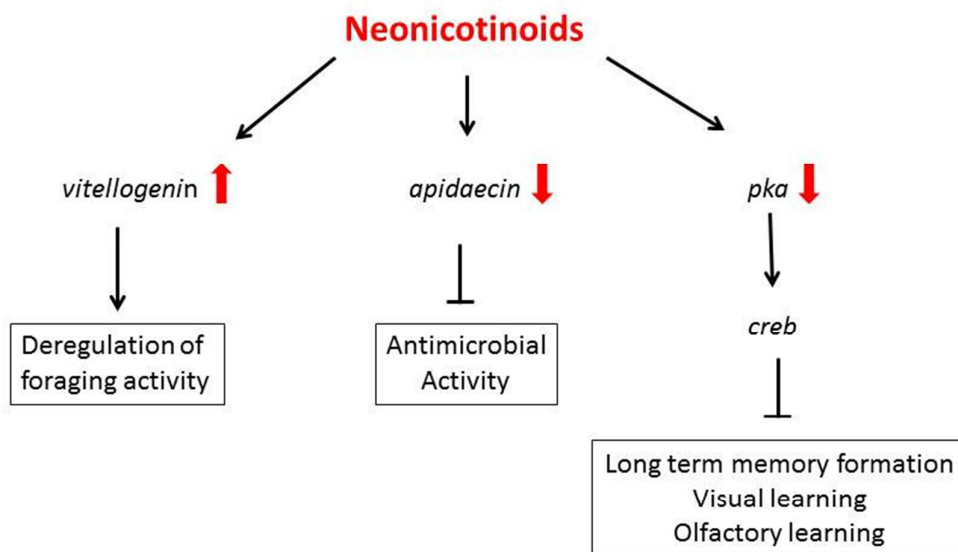 Neonicotinoids
vitellogenin
apidaecin
pka
creb
Deregulation of
foraging activity
Antimicrobial
Activity
Long term memory formation
Visual learning
Olfactory learning